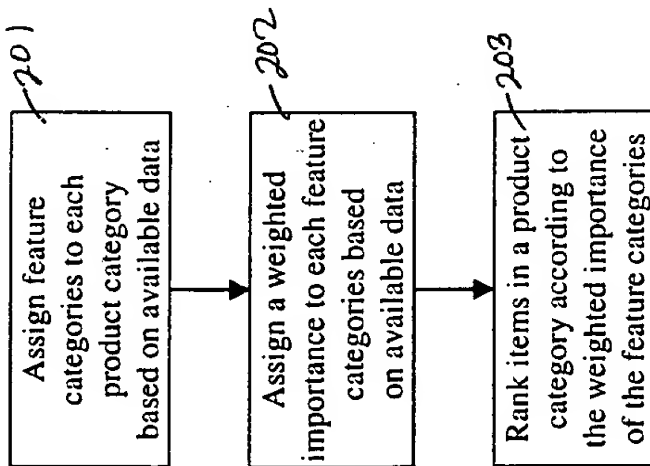 201
Assign feature
categories to each
product category
based on available data
202
Assign a weighted
importance to each feature
categories based
on available data
203
Rank items in a product
category according to
the weighted importance
of the feature categories